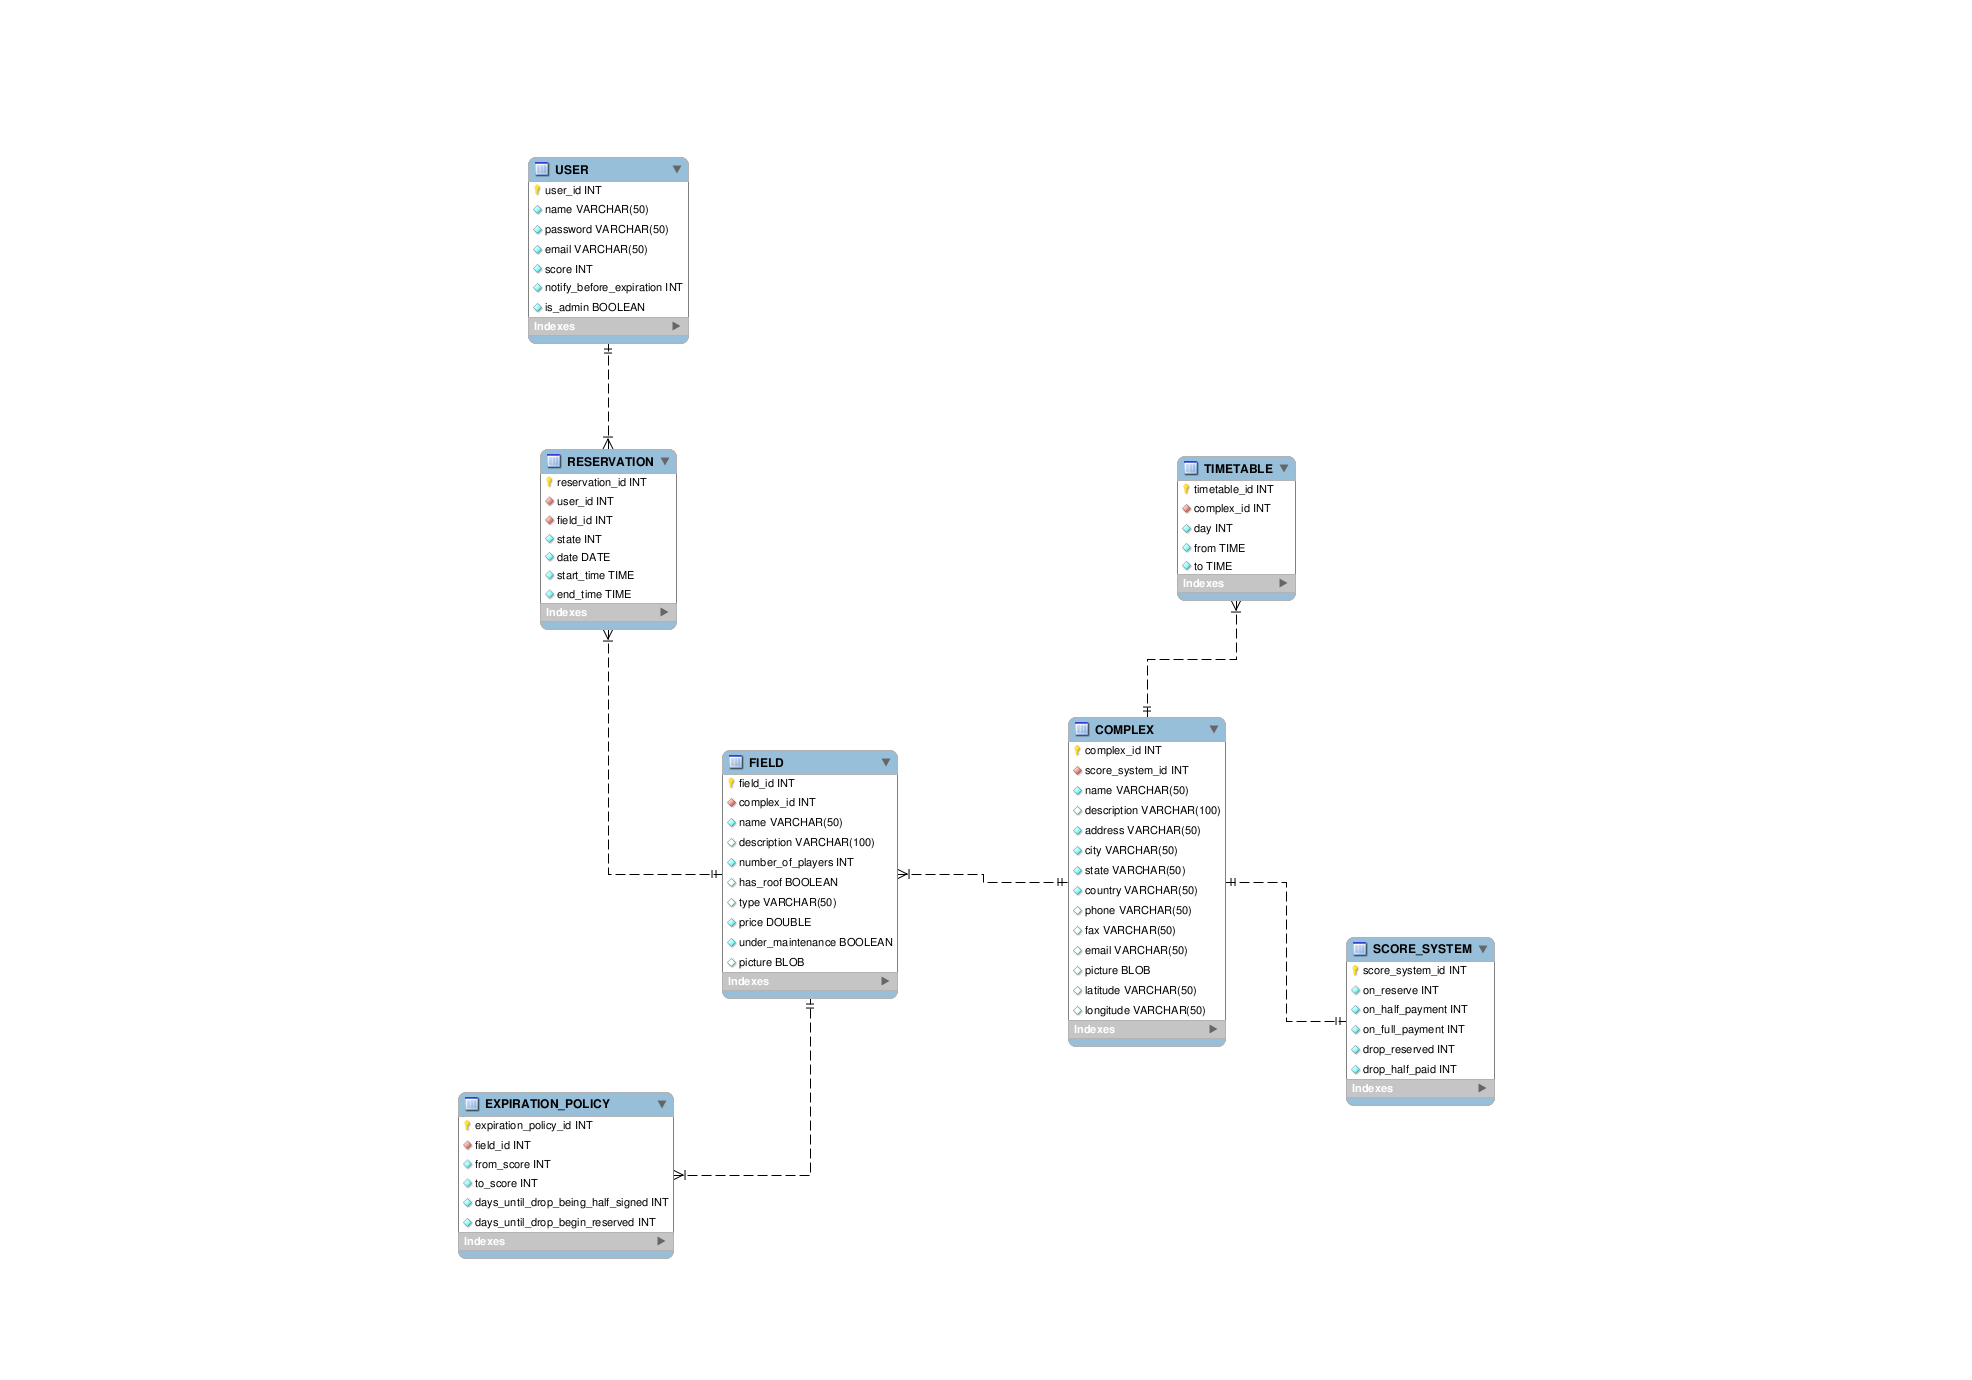 USER
user_id INT
name VARCHAR(50)
password VARCHAR(50)
email VARCHAR(50)
score INT
notify_before_expiration INT
is_admin BOOLEAN
Indexes
RESERVATION
reservation_id INT
user_id INT
field_id INT
state INT
date DATE
start_time TIME
end_time TIME
Indexes
TIMETABLE
timetable_id INT
complex_id INT
day INT
from TIME
to TIME
Indexes
FIELD
field_id INT
complex_id INT
name VARCHAR(50)
description VARCHAR(100)
number_of_players INT
has_roof BOOLEAN
type VARCHAR(50)
price DOUBLE
under_maintenance BOOLEAN
picture BLOB
Indexes
COMPLEX
complex_id INT
score_system_id INT
name VARCHAR(50)
description VARCHAR(100)
address VARCHAR(50)
city VARCHAR(50)
state VARCHAR(50)
country VARCHAR(50)
phone VARCHAR(50)
fax VARCHAR(50)
email VARCHAR(50)
picture BLOB
latitude VARCHAR(50)
longitude VARCHAR(50)
Indexes
SCORE_SYSTEM
score_system_id INT
on_reserve INT
on_half_payment INT
on_full_payment INT
drop_reserved INT
drop_half_paid INT
Indexes
EXPIRATION_POLICY
expiration_policy_id INT
field_id INT
from_score INT
to_score INT
days_until_drop_being_half_signed INT
days_until_drop_begin_reserved INT
Indexes